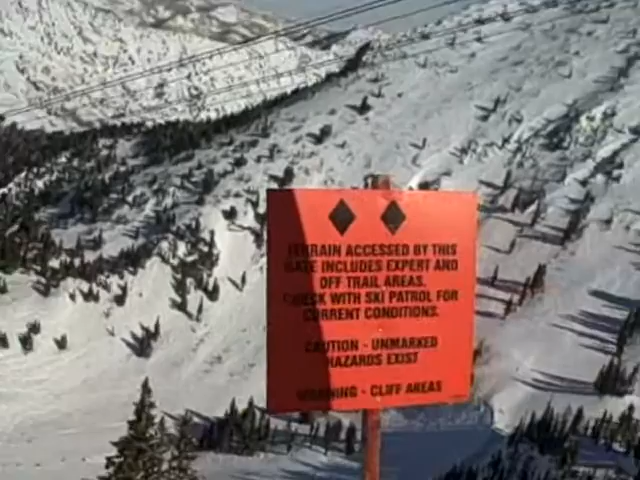 TERRAIN ACCESSED BY THIS
GATE INCLUDES EXPERT AND
OFF TRAIL AREAS.
CHECK WITH SKI PATROL FOR
CURRENT CONDITIONS.
CAUTION - UNMARKED
HAZARDS EXIST
WARNING - CLIFF AREAS